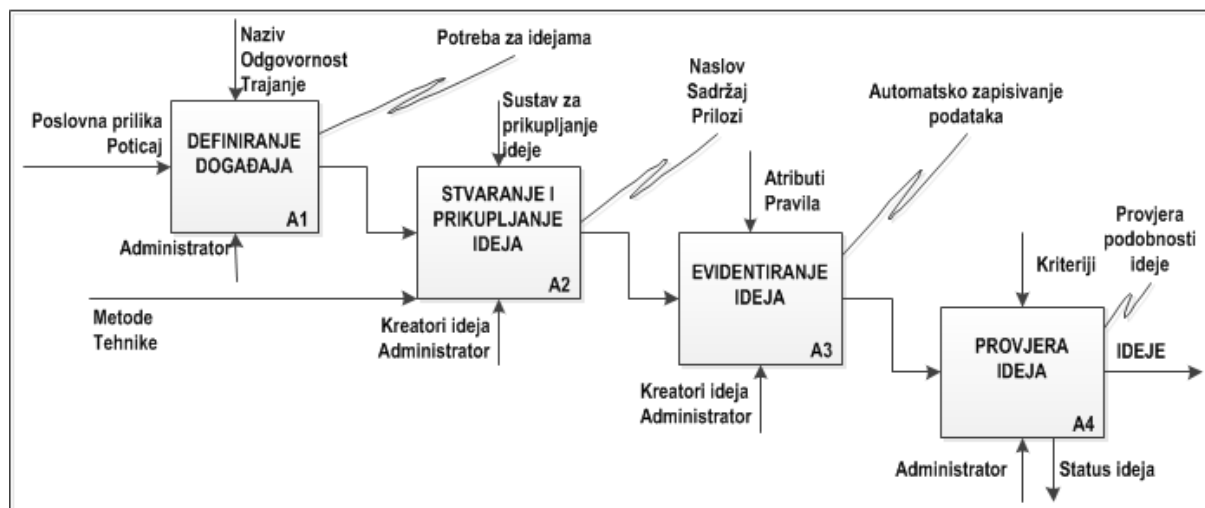 Naziv
Odgovornost
Trajanje
Potreba za idejama
Poslovna prilika
Poticaj
DEFINIRANJE
DOGAĐAJA
A1
Administrator
Sustav za
prikupljanje
ideje
Naslov
Sadržaj
Prilozi
STVARANJE I
PRIKUPLJANJE
IDEJA
A2
Metode
Tehnike
Kreatori ideja
Administrator
Automatsko zapisivanje
podataka
Atributi
Pravila
EVIDENTIRANJE
IDEJA
A3
Kreatori ideja
Administrator
Provjera
podobnosti
ideje
Kriteriji
PROVJERA
IDEJA
A4
IDEJE
Administrator
Status ideja